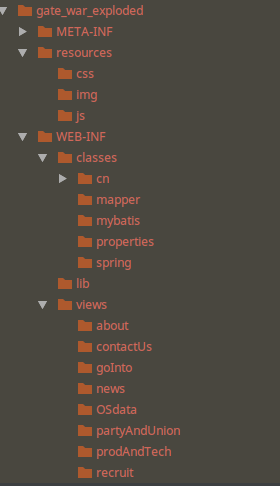 gate_war_exploded
META-INF
resources
css
img
js
WEB-INF
classes
cn
mapper
mybatis
properties
spring
lib
views
about
contactUs
goInto
news
OSdata
partyAndUnion
prodAndTech
recruit